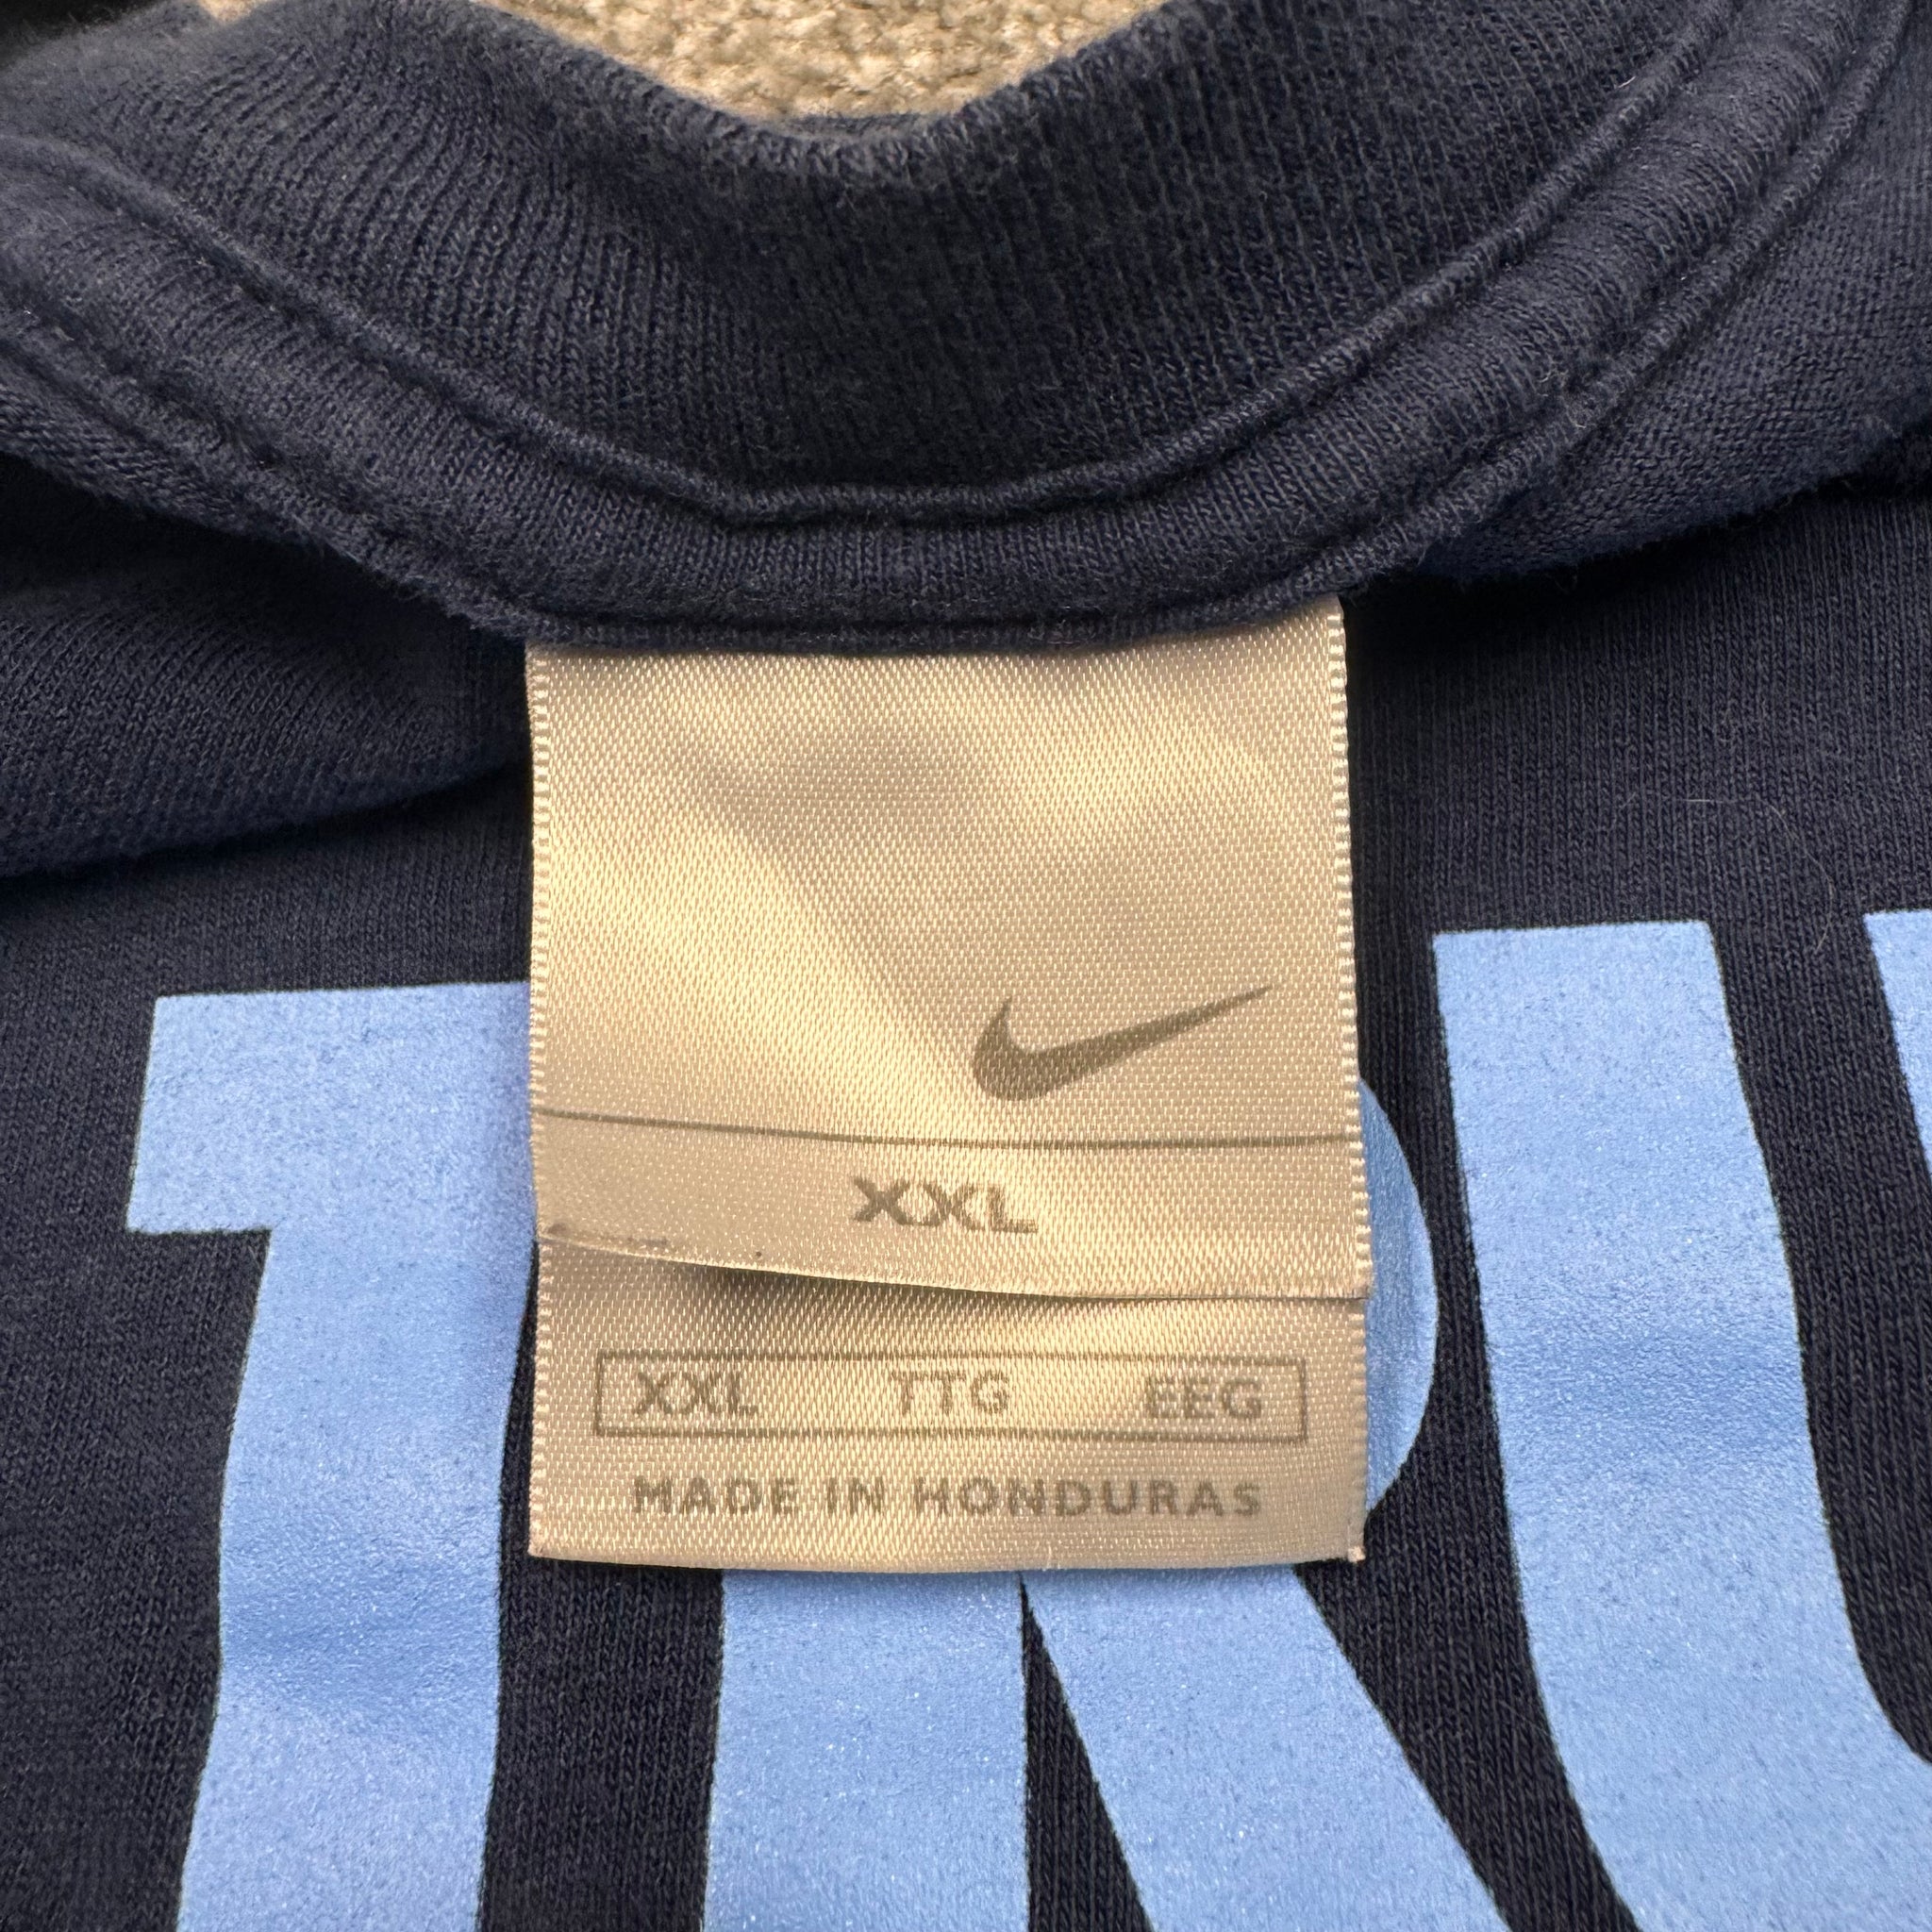 XXL
XXL TTG EEG
MADE IN HONDURAS